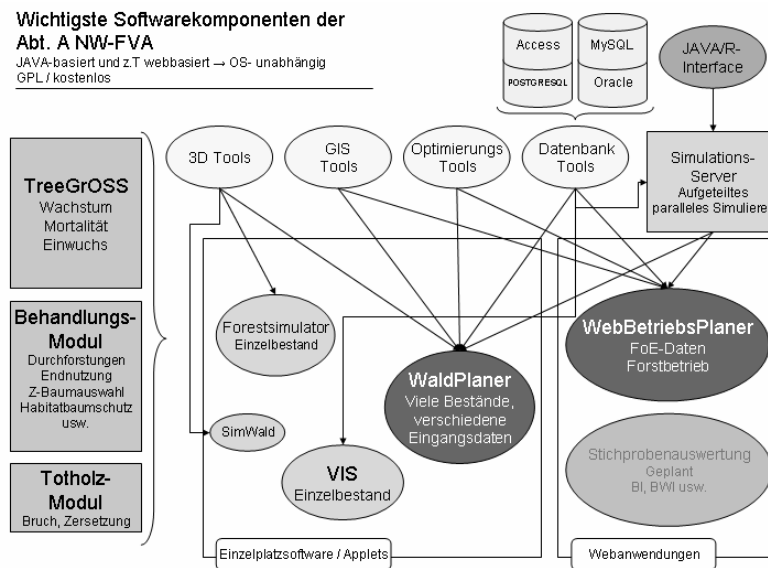 Wichtigste Softwarekomponenten der
Abt. A NW-FVA
JAVA-basiert und z.T webbasiert → OS- unabhängig
GPL / kostenlos
Access
MySQL
POSTGRESQL
Oracle
JAVA/R-
Interface
TreeGrOSS
Wachstum
Mortalität
Einwuchs
Behandlungs-
Modul
Durchforstungen
Endnutzung
Z-Baumauswahl
Habitatbaumschutz
usw.
Totholz-
Modul
Bruch, Zersetzung
3D Tools
GIS
Tools
Optimierungs
Tools
Datenbank
Tools
Simulations-
Server
Aufgeteiltes
paralleles Simuliere
Forestsimulator
Einzelbestand
SimWald
VIS
Einzelbestand
WaldPlaner
Viele Bestände,
verschiedene
Eingangsdaten
WebBetriebsPlaner
FoE-Daten
Forstbetrieb
Stichprobenauswertung
Geplant
BI, BWI usw.
Einzelplatzsoftware / Applets
Webanwendungen